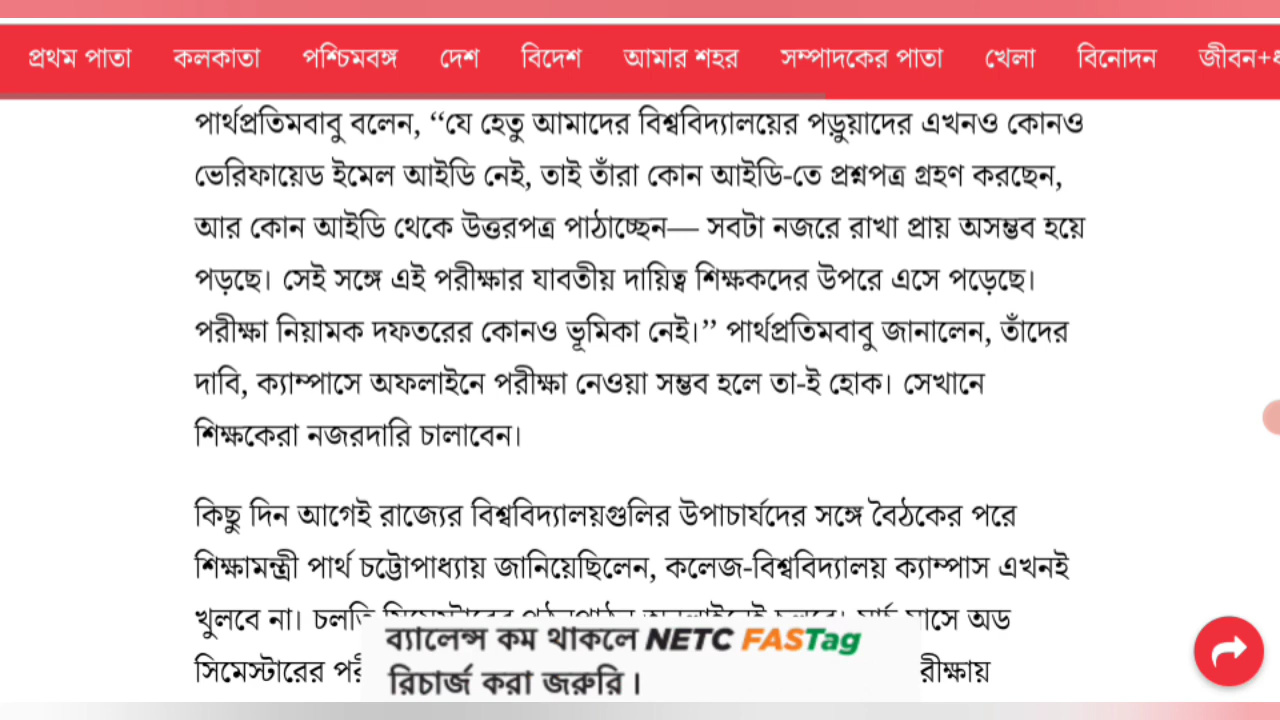 প্রথম পাতা কলকাতা পশ্চিমবঙ্গ দেশ বিদেশ আমার শহর সম্পাদকের পাতা খেলা বিনোদন জীবন+
পার্থপ্রতিমবাবু বলেন, ‘‘যে হেতু আমাদের বিশ্ববিদ্যালয়ের পড়ুয়াদের এখনও কোনও
ভেরিফায়েড ইমেল আইডি নেই, তাই তাঁরা কোন আইডি-তে প্রশ্নপত্র গ্রহণ করছেন,
আর কোন আইডি থেকে উত্তরপত্র পাঠাচ্ছেন— সবটা নজরে রাখা প্রায় অসম্ভব হয়ে
পড়ছে। সেই সঙ্গে এই পরীক্ষার যাবতীয় দায়িত্ব শিক্ষকদের উপরে এসে পড়েছে।
পরীক্ষা নিয়ামক দফতরের কোনও ভূমিকা নেই।’’ পার্থপ্রতিমবাবু জানালেন, তাঁদের
দাবি, ক্যাম্পাসে অফলাইনে পরীক্ষা নেওয়া সম্ভব হলে তা-ই হোক। সেখানে
শিক্ষকেরা নজরদারি চালাবেন।
কিছু দিন আগেই রাজ্যের বিশ্ববিদ্যালয়গুলির উপাচার্যদের সঙ্গে বৈঠকের পরে
শিক্ষামন্ত্রী পার্থ চট্টোপাধ্যায় জানিয়েছিলেন, কলেজ-বিশ্ববিদ্যালয় ক্যাম্পাস এখনই
খুলবে না। চলতি অড
সিমেস্টারের
ব্যালেন্স কম থাকলে NETC FASTag
রিচার্জ করা জরুরি।